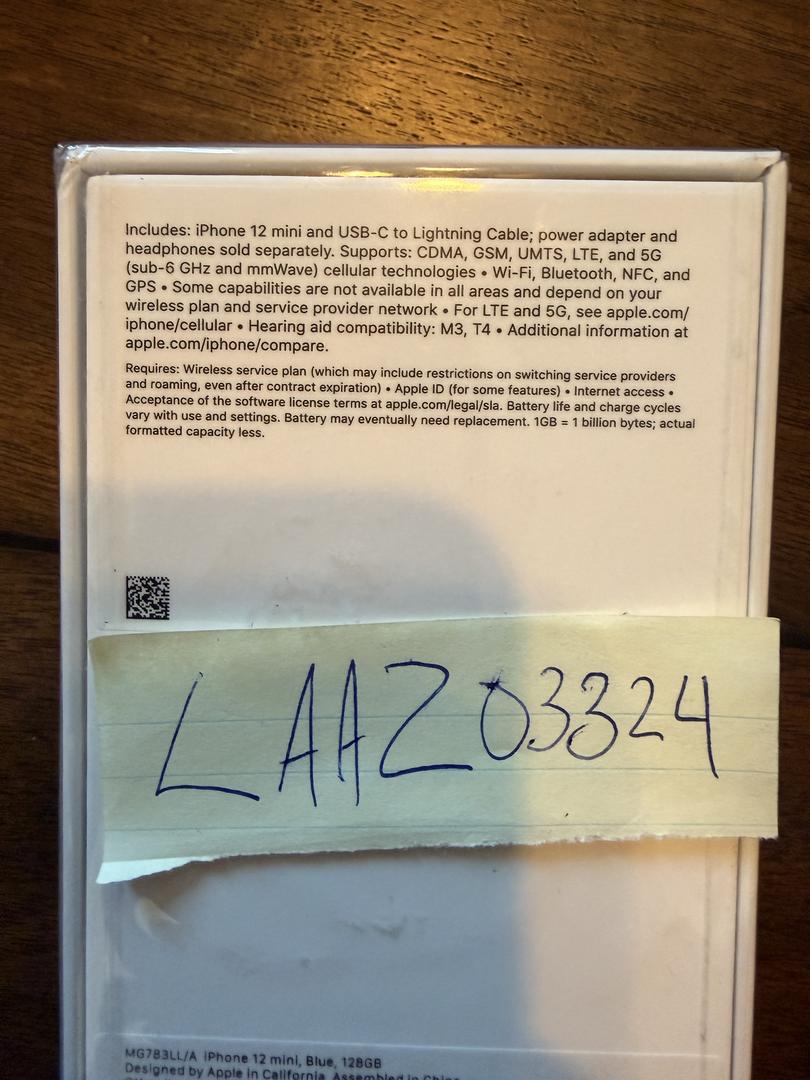 Includes: iPhone 12 mini and USB-C to Lightning Cable; power adapter and
headphones sold separately. Supports: CDMA, GSM, UMTS, LTE, and 5G
(sub-6 GHz and mmWave) cellular technologies • Wi-Fi, Bluetooth, NFC, and
GPS • Some capabilities are not available in all areas and depend on your
wireless plan and service provider network • For LTE and 5G, see apple.com/
iphone/cellular • Hearing aid compatibility: M3, T4 • Additional information at
apple.com/iphone/compare.
Requires: Wireless service plan (which may include restrictions on switching service providers
and roaming, even after contract expiration) • Apple ID (for some features) • Internet access •
Acceptance of the software license terms at apple.com/legal/sla. Battery life and charge cycles
vary with use and settings. Battery may eventually need replacement. 1GB = 1 billion bytes; actual
formatted capacity less.
LAAZ03324
MG783LL/A iPhone 12 mini, Blue, 128GB
Designed by Apple in California, Assembled in China